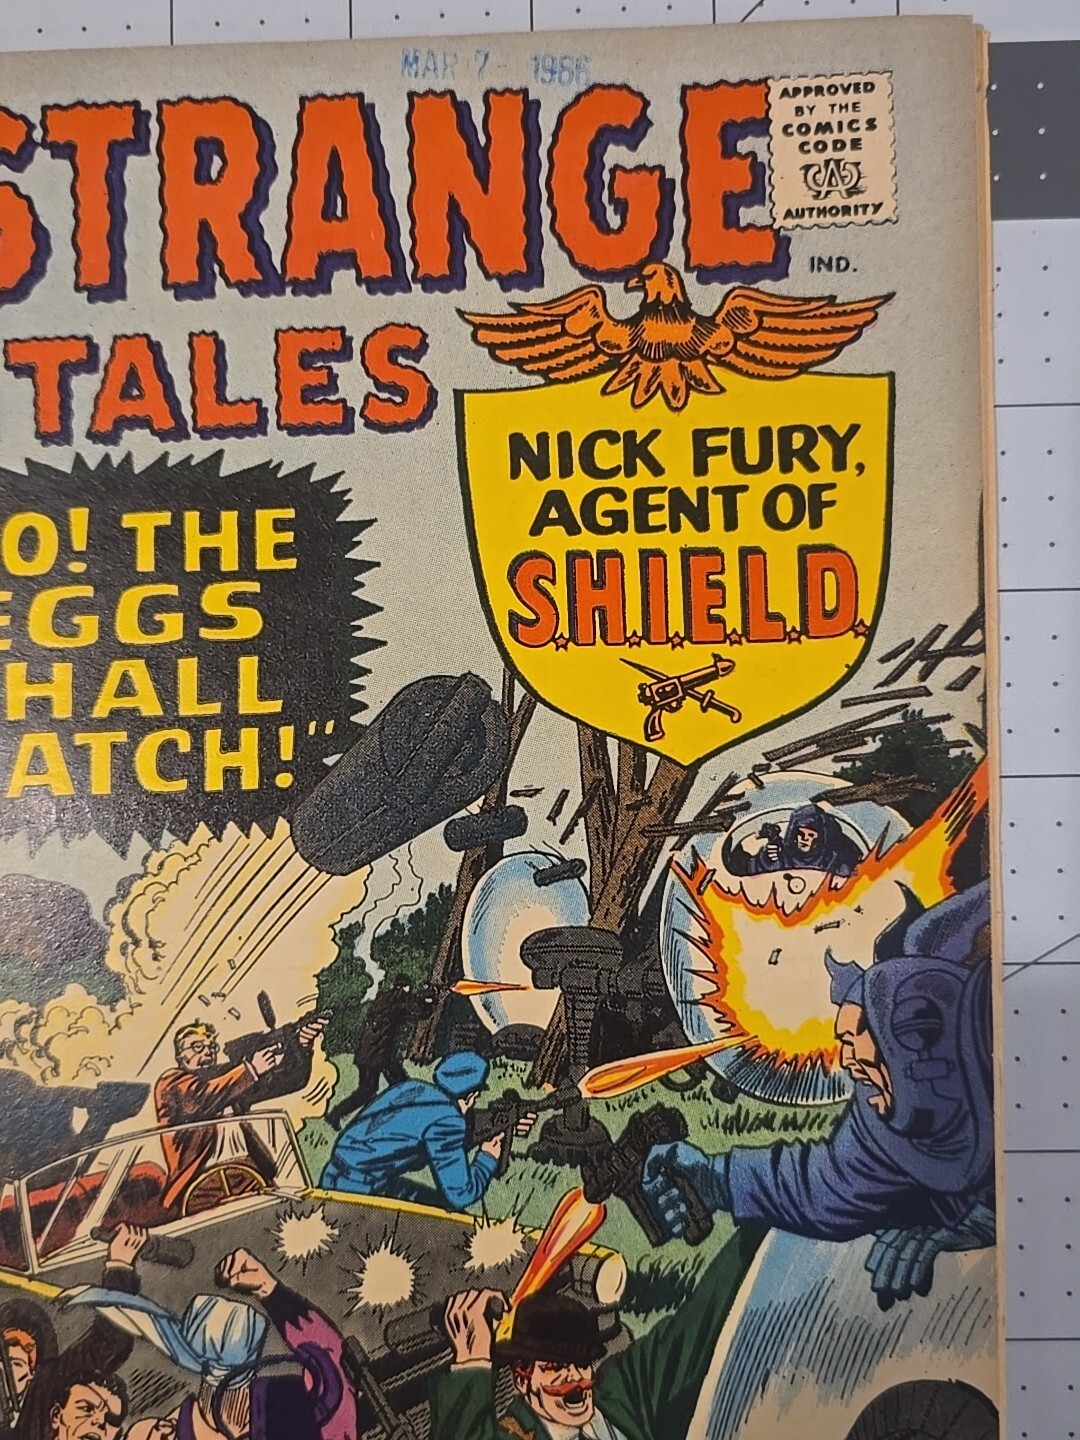 MAR 7 1966
STRANGE
TALES
APPROVED
BY THE
COMICS
CODE
CA
AUTHORITY
IND.
NICK FURY,
AGENT OF
S.H.I.E.L.D.
O! THE
EGGS
HALL
ATCH!"